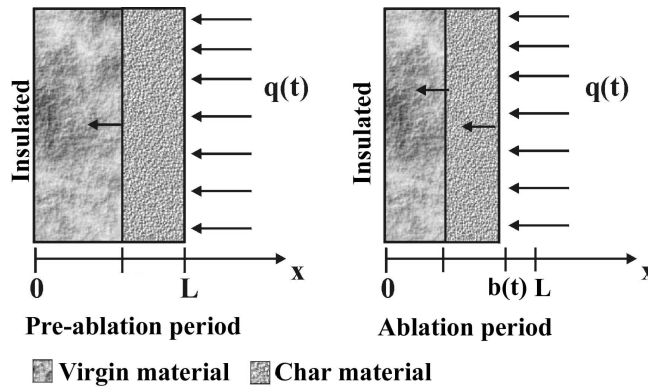 Insulated
q(t)
x
0
L
Pre-ablation period
Insulated
q(t)
x
0
b(t) L
Ablation period
Virgin material
Char material